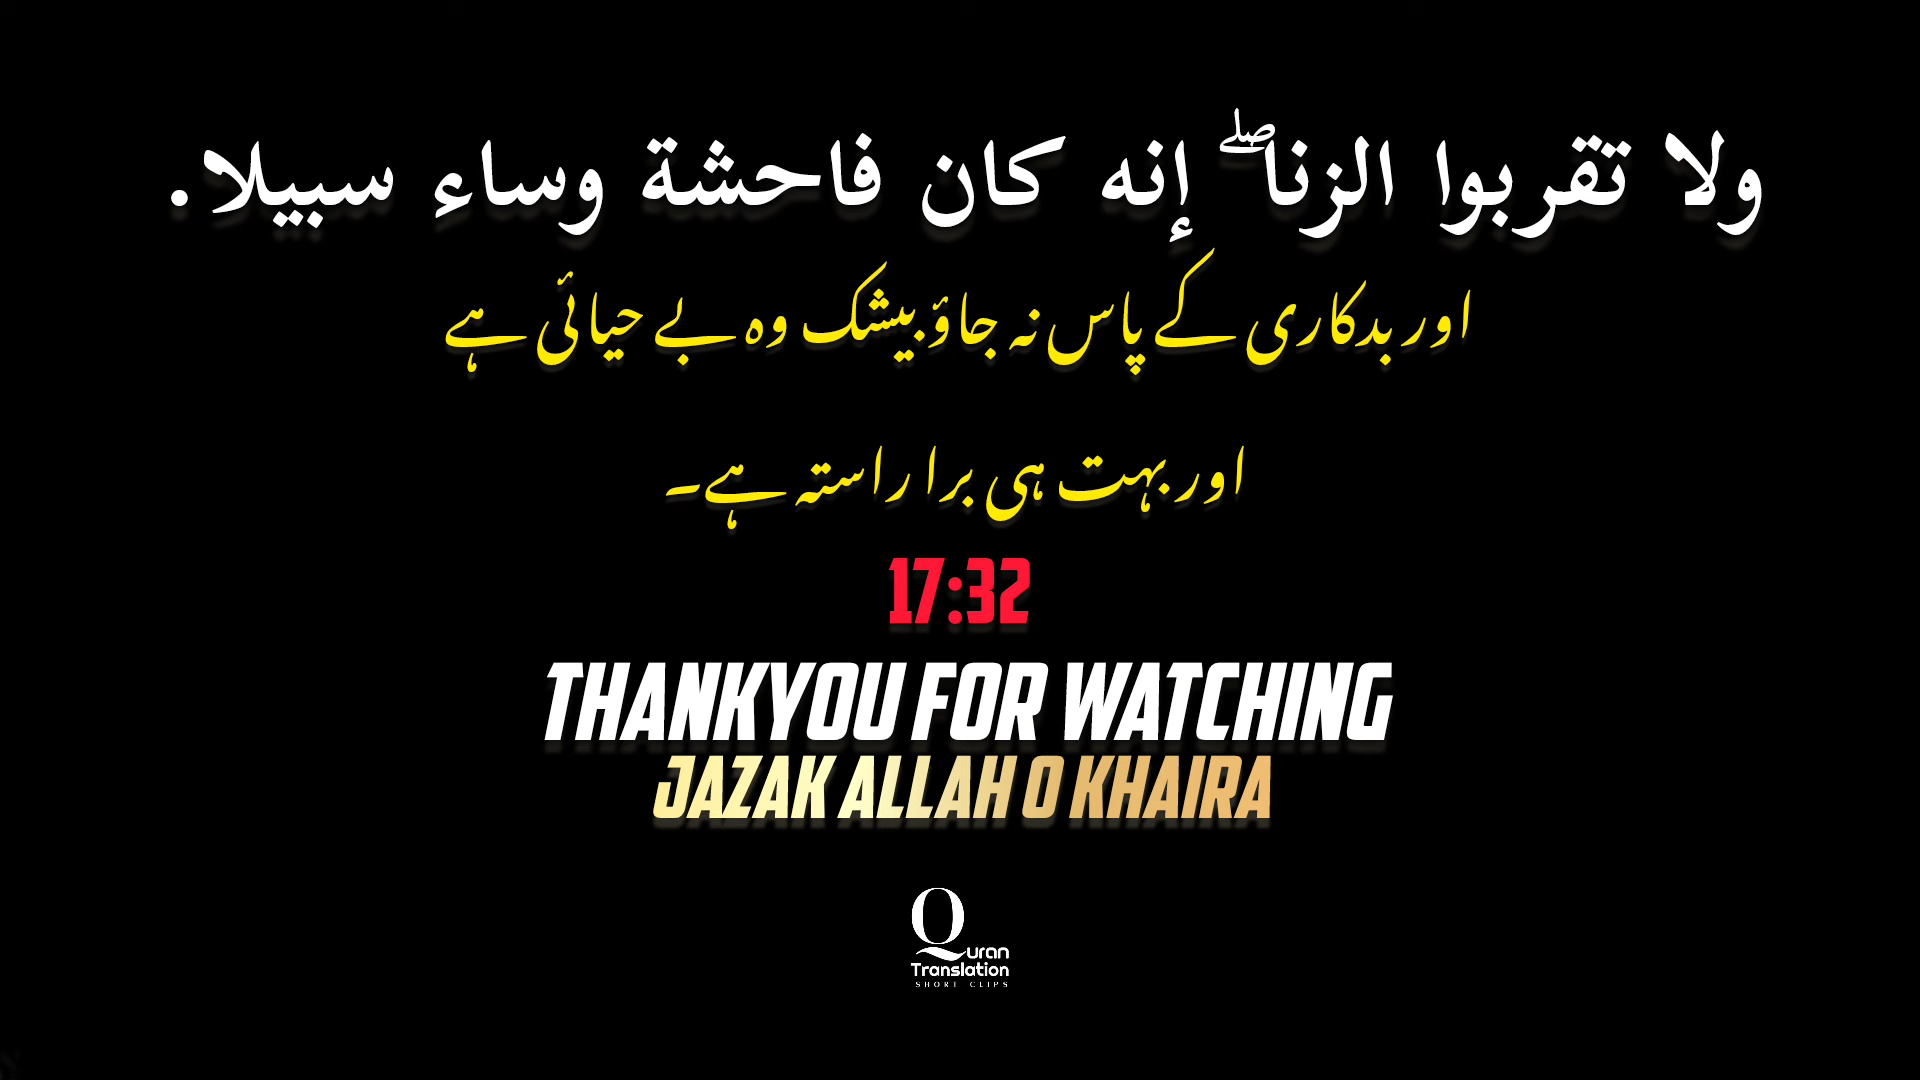 ولا تقربوا الزنا ۖ إنه كان فاحشة وساء سبيلا.
اور بدکاری کے پاس نہ جاؤ بیشک وہ بے حیائی ہے
اور بہت ہی برا راستہ ہے۔
17:32
THANKYOU FOR WATCHING
JAZAK ALLAH O KHAIRA
Quran
Translation
SHORT CLIPS